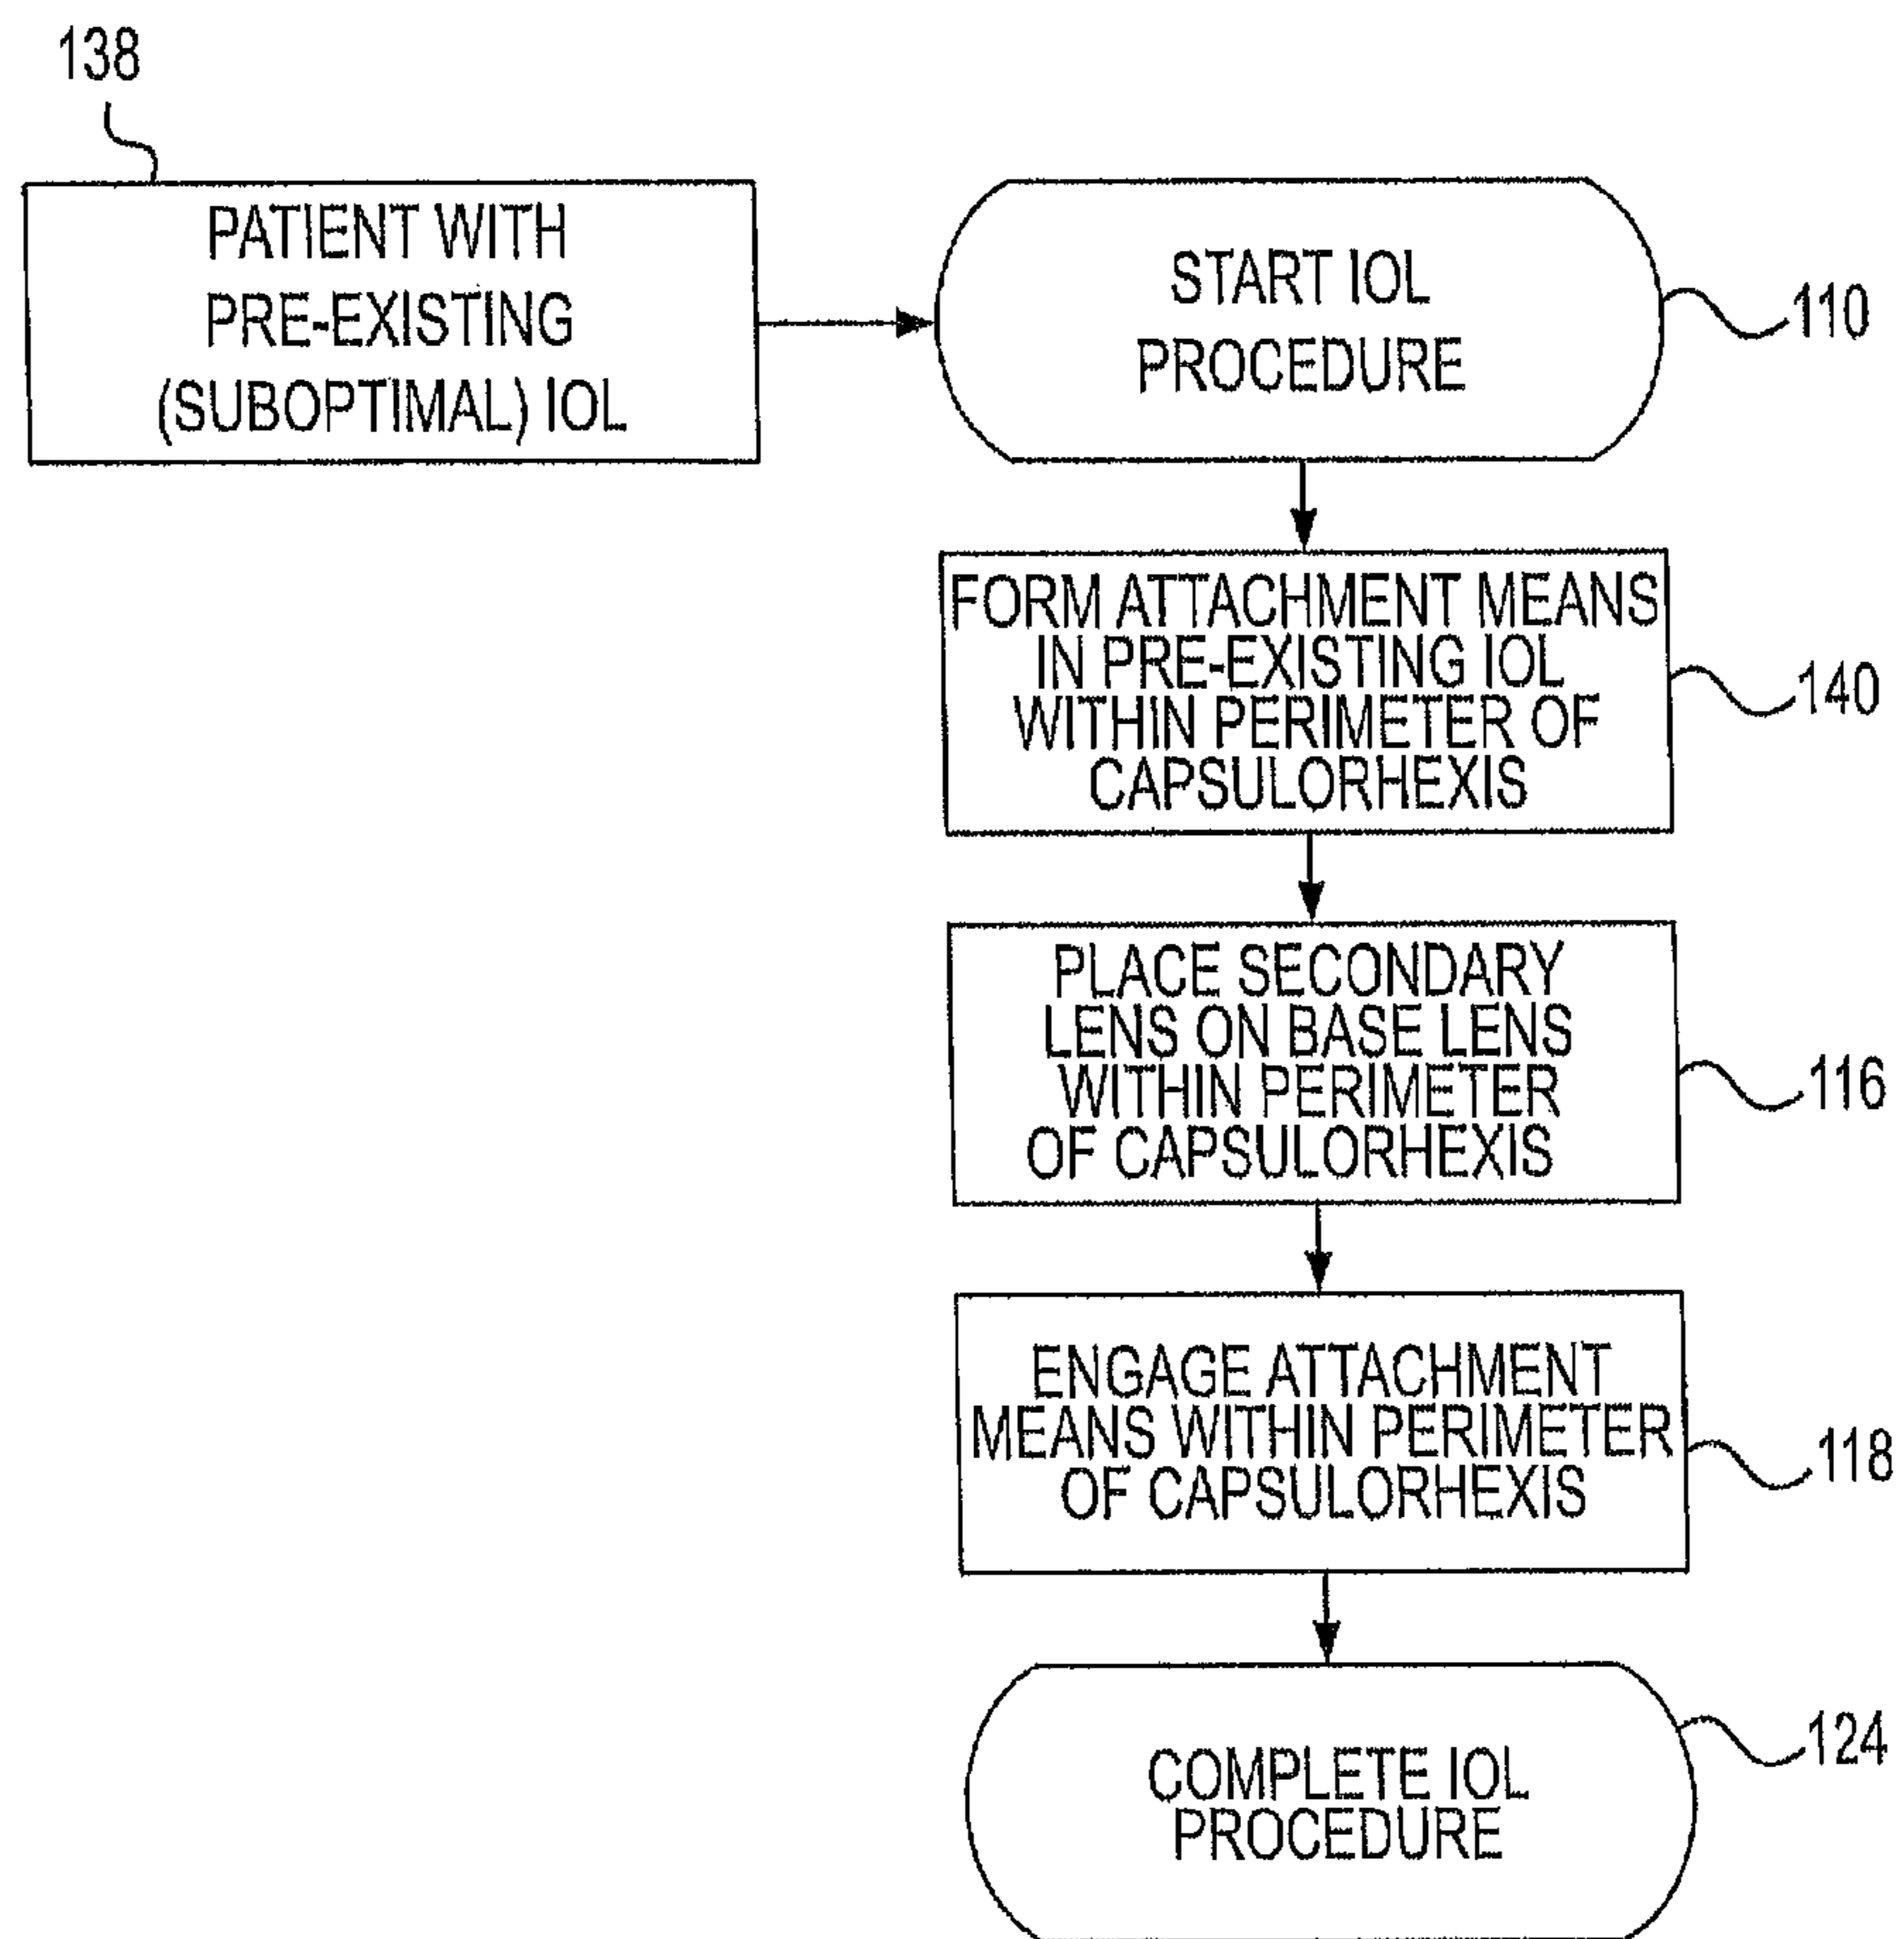 138
PATIENT WITH
PRE-EXISTING
(SUBOPTIMAL) IOL
START IOL
PROCEDURE
110
FORM ATTACHMENT MEANS
IN PRE-EXISTING IOL
WITHIN PERIMETER OF
CAPSULORHEXIS
140
PLACE SECONDARY
LENS ON BASE LENS
WITHIN PERIMETER
OF CAPSULORHEXIS
116
ENGAGE ATTACHMENT
MEANS WITHIN PERIMETER
OF CAPSULORHEXIS
118
COMPLETE IOL
PROCEDURE
124